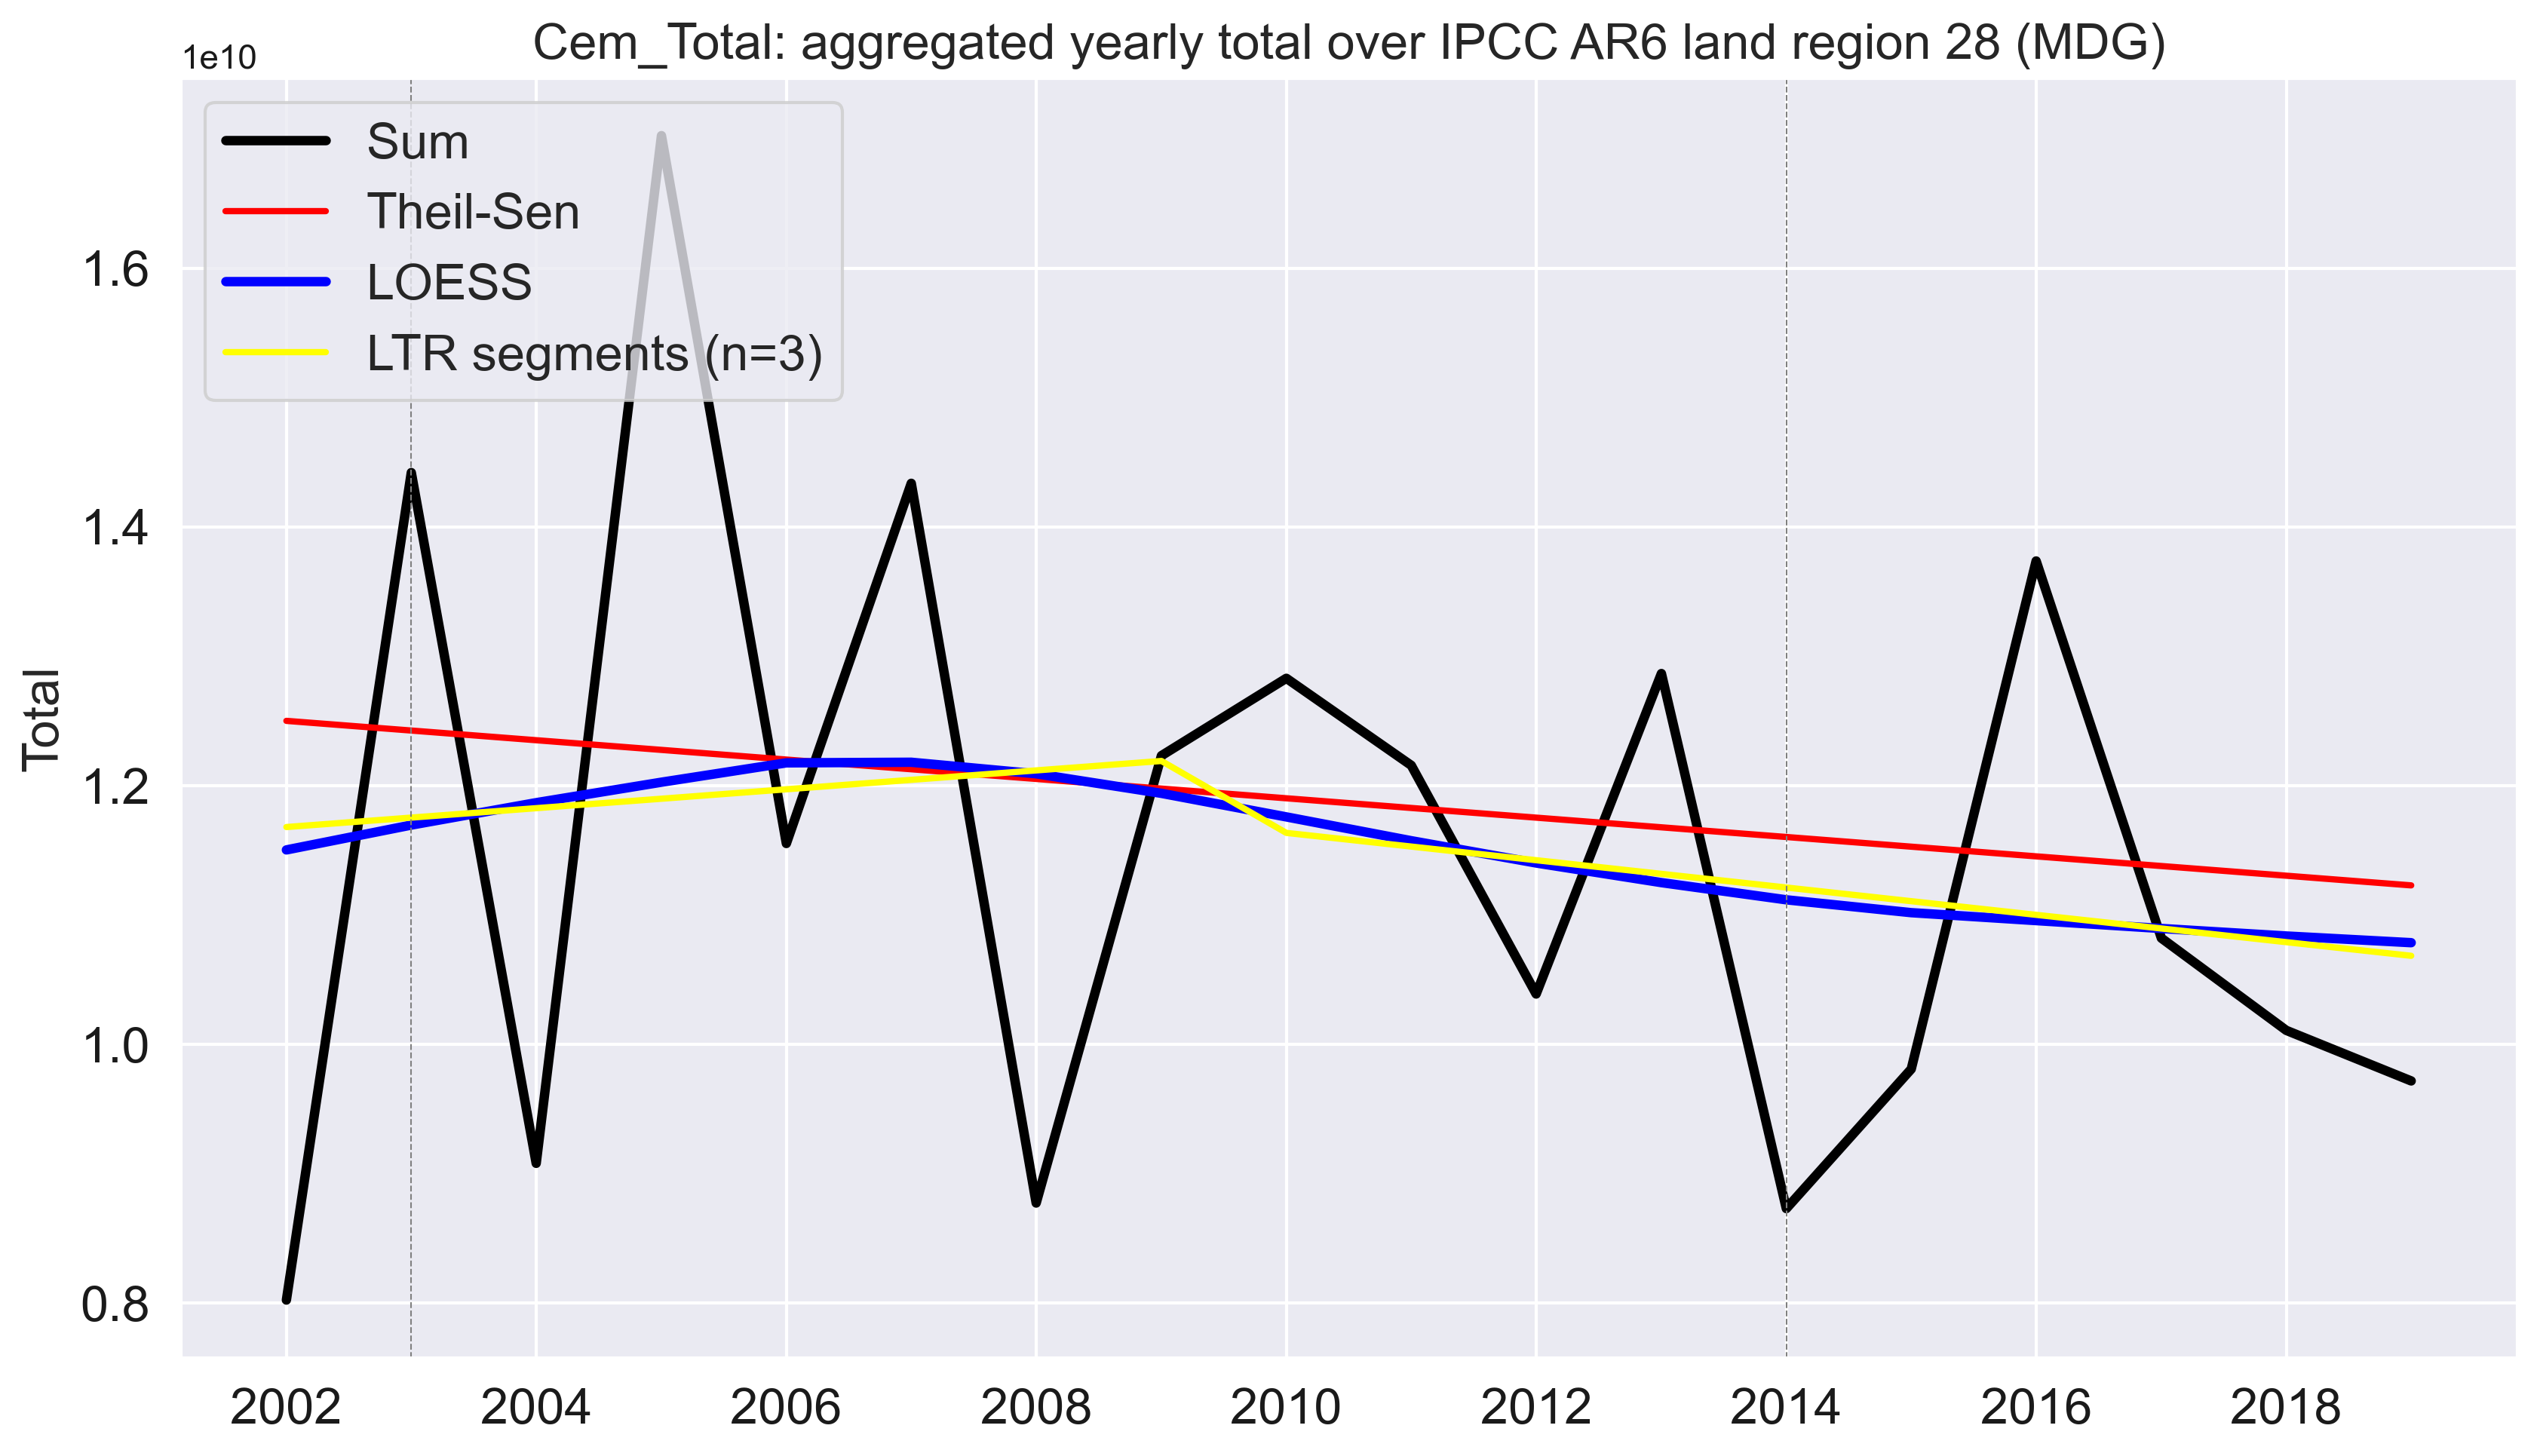 Cem_Total: aggregated yearly total over IPCC AR6 land region 28 (MDG)
1e10
Sum
Theil-Sen
LOESS
LTR segments (n=3)
1.6
1.4
1.2
1.0
0.8
Total
2002 2004 2006 2008 2010 2012 2014 2016 2018